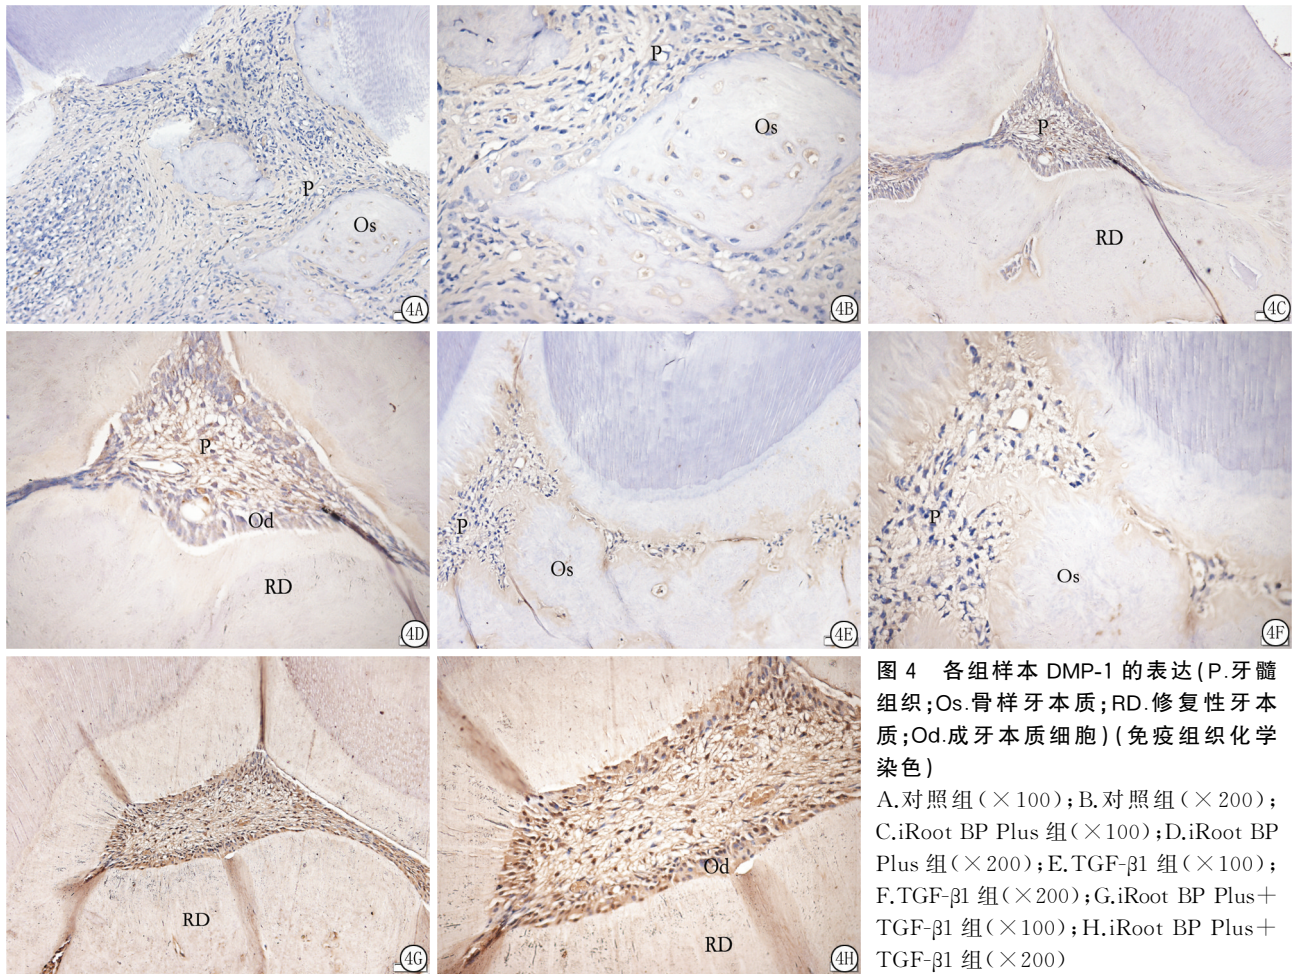 P
Os
4A
P
Os
4B
P
RD
4C
P
Od
RD
4D
P
Os
4E
P
Os
4F
RD
4G
Od
RD
4H
图 4 各组样本 DMP-1 的表达(P.牙髓
组织;Os.骨样牙本质;RD.修复性牙本
质;Od.成牙本质细胞)(免疫组织化学
染色)
A.对照组(×100);B.对照组(×200);
C.iRoot BP Plus 组(×100);D.iRoot BP
Plus 组(×200);E.TGF-β1 组(×100);
F.TGF-β1 组(×200);G.iRoot BP Plus+
TGF-β1 组(×100);H.iRoot BP Plus+
TGF-β1 组(×200)